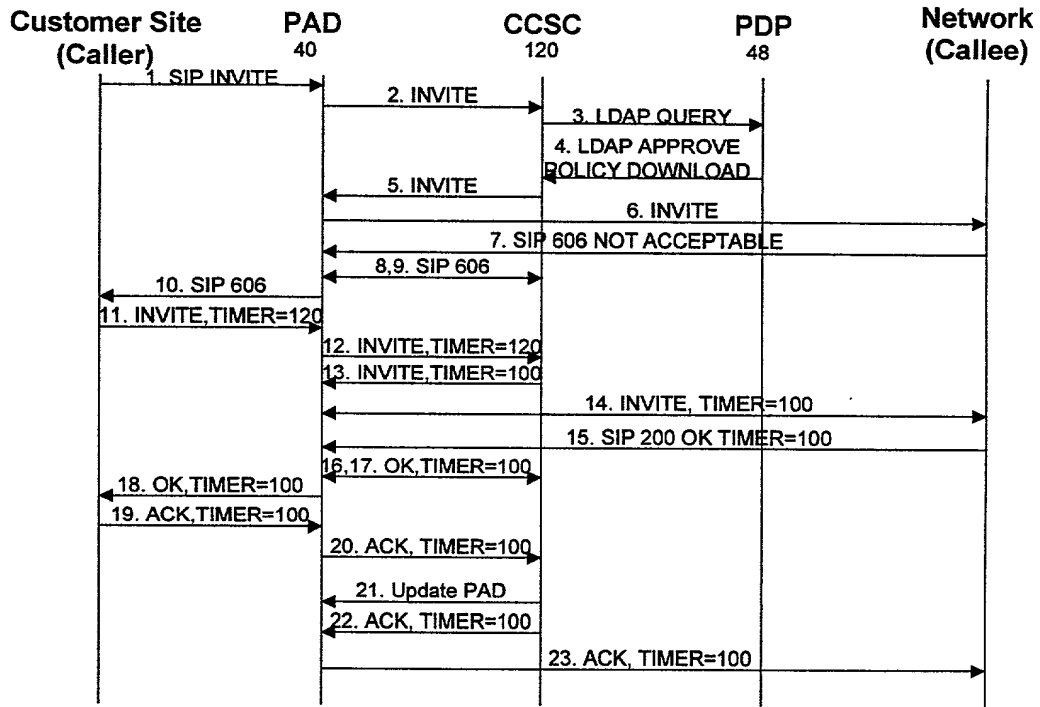 Customer Site
(Caller)
PAD
40
CCSC
120
PDP
48
Network
(Callee)
1. SIP INVITE
2. INVITE
3. LDAP QUERY
4. LDAP APPROVE
POLICY DOWNLOAD
5. INVITE
6. INVITE
7. SIP 606 NOT ACCEPTABLE
8,9. SIP 606
10. SIP 606
11. INVITE,TIMER=120
12. INVITE,TIMER=120
13. INVITE,TIMER=100
14. INVITE, TIMER=100
15. SIP 200 OK TIMER=100
16,17. OK,TIMER=100
18. OK,TIMER=100
19. ACK,TIMER=100
20. ACK, TIMER=100
21. Update PAD
22. ACK, TIMER=100
23. ACK, TIMER=100